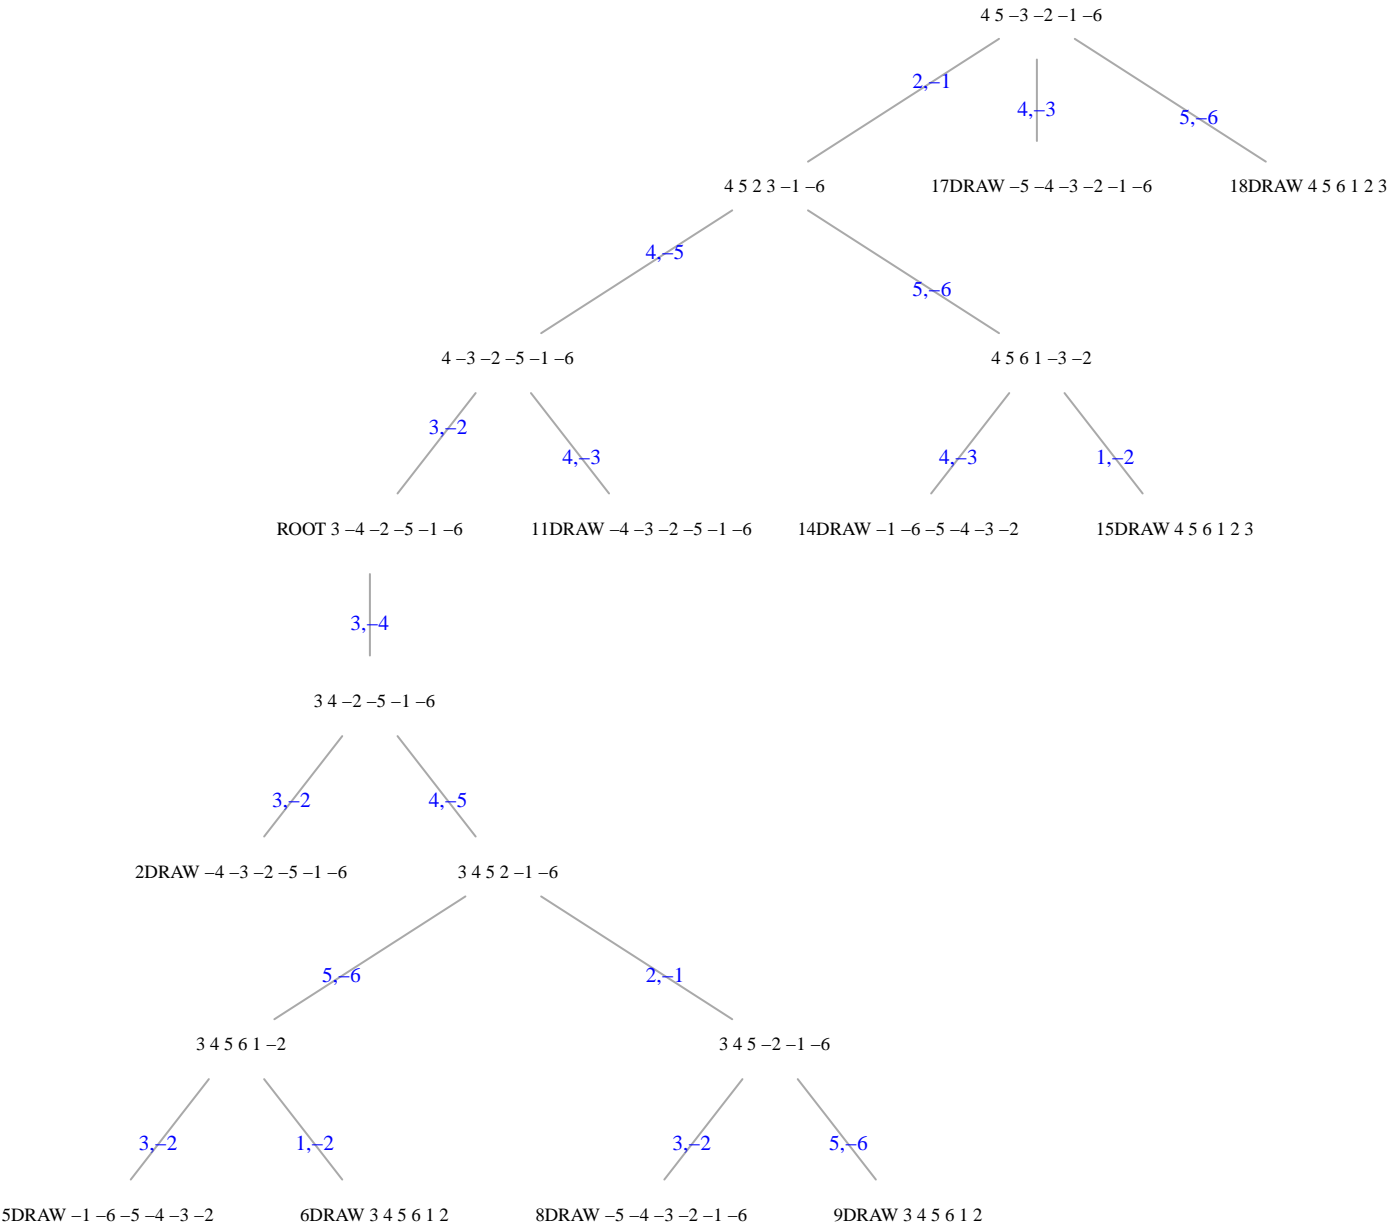 4 5 –3 –2 –1 –6
2,–1
4,–3
5,–6
4 5 2 3 –1 –6
17DRAW –5 –4 –3 –2 –1 –6
18DRAW 4 5 6 1 2 3
4,–5
5,–6
4 –3 –2 –5 –1 –6
4 5 6 1 –3 –2
3,–2
4,–3
4,–3
1,–2
ROOT 3 –4 –2 –5 –1 –6
11DRAW –4 –3 –2 –5 –1 –6
14DRAW –1 –6 –5 –4 –3 –2
15DRAW 4 5 6 1 2 3
3,–4
3 4 –2 –5 –1 –6
3,–2
4,–5
2DRAW –4 –3 –2 –5 –1 –6
3 4 5 2 –1 –6
5,–6
2,–1
3 4 5 6 1 –2
3 4 5 –2 –1 –6
3,–2
1,–2
3,–2
5,–6
5DRAW –1 –6 –5 –4 –3 –2
6DRAW 3 4 5 6 1 2
8DRAW –5 –4 –3 –2 –1 –6
9DRAW 3 4 5 6 1 2